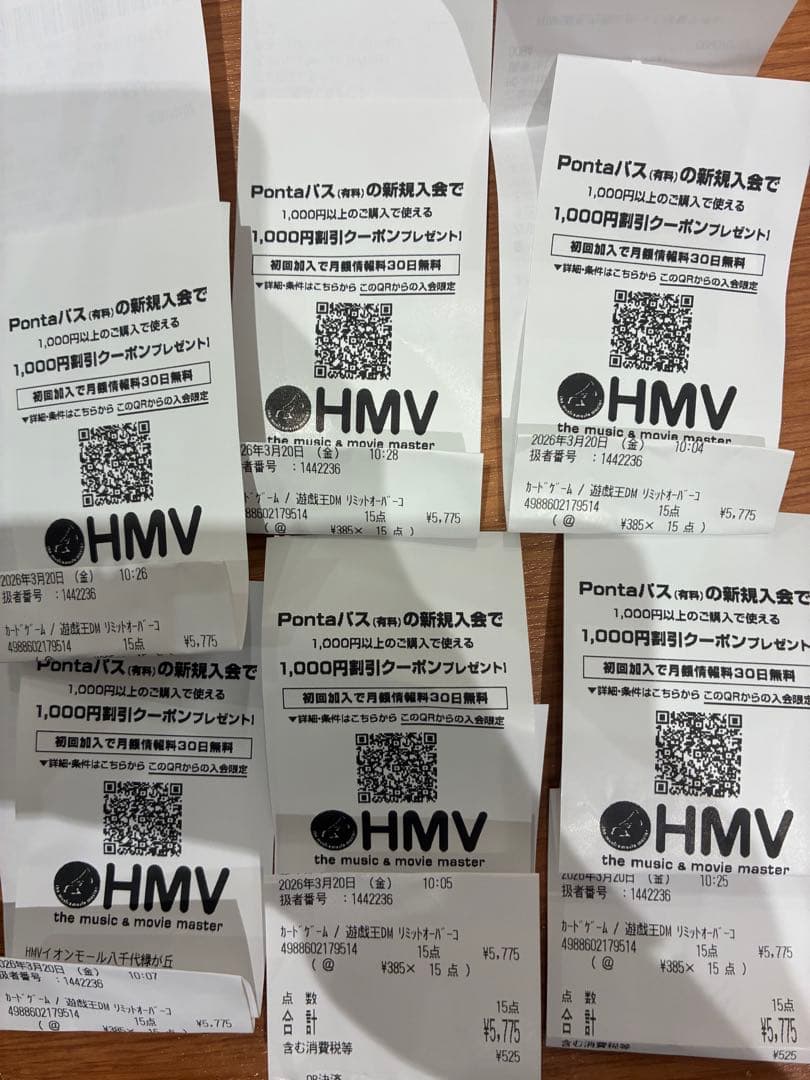 Pontaパス(有料)の新規入会で
1,000円以上のご購入で使える
1,000円割引クーポンプレゼント!
初回加入で月額情報料30日無料
▼詳細・条件はこちらから このQRからの入会限定
HMV
2026年3月20日 (金) 10:26
扱者番号 :1442236
カードゲーム / 遊戯王DM リミットオーバーコ
4988602179514 15点 ¥5,775
Pontaパス(有料)の新規入会で
1,000円以上のご購入で使える
1,000円割引クーポンプレゼント!
初回加入で月額情報料30日無料
▼詳細・条件はこちらから このQRからの入会限定
HMV
the music & movie master
26年3月20日 (金) 10:28
者番号 :1442236
カードゲーム / 遊戯王DM リミットオーバーコ
4988602179514 15点 ¥5,775
( @ ¥385× 15 点 )
Pontaパス(有料)の新規入会で
1,000円以上のご購入で使える
1,000円割引クーポンプレゼント!
初回加入で月額情報料30日無料
▼詳細・条件はこちらから このQRからの入会限定
HMV
the music & movie master
2026年3月20日 (金) 10:04
扱者番号 :1442236
カードゲーム / 遊戯王DM リミットオーバーコ
4988602179514 15点 ¥5,775
( @ ¥385× 15 点 )
Pontaパス(有料)の新規入会で
1,000円以上のご購入で使える
1,000円割引クーポンプレゼント!
初回加入で月額情報料30日無料
▼詳細・条件はこちらから このQRからの入会限定
HMV
the music & movie master
HMVイオンモール八千代緑が丘
026年3月20日 (金) 10:07
扱者番号 :1442236
カードゲーム / 遊戯王DM リミットオーバーコ
4988602179514 15点 ¥5,775
( @ ¥385× 15 点 )
Pontaパス(有料)の新規入会で
1,000円以上のご購入で使える
1,000円割引クーポンプレゼント!
初回加入で月額情報料30日無料
▼詳細・条件はこちらから このQRからの入会限定
HMV
the music & movie master
2026年3月20日 (金) 10:05
扱者番号 :1442236
カードゲーム / 遊戯王DM リミットオーバーコ
4988602179514 15点 ¥5,775
( @ ¥385× 15 点 )
点 数 15点
合 計 ¥5,775
含む消費税等 ¥525
QR決済
Pontaパス(有料)の新規入会で
1,000円以上のご購入で使える
1,000円割引クーポンプレゼント!
初回加入で月額情報料30日無料
▼詳細・条件はこちらから このQRからの入会限定
HMV
the music & movie master
2026年3月20日 (金) 10:25
扱者番号 :1442236
カードゲーム / 遊戯王DM リミットオーバーコ
4988602179514 15点 ¥5,775
( @ ¥385× 15 点 )
点 数 15点
合 計 ¥5,775
含む消費税等 ¥525